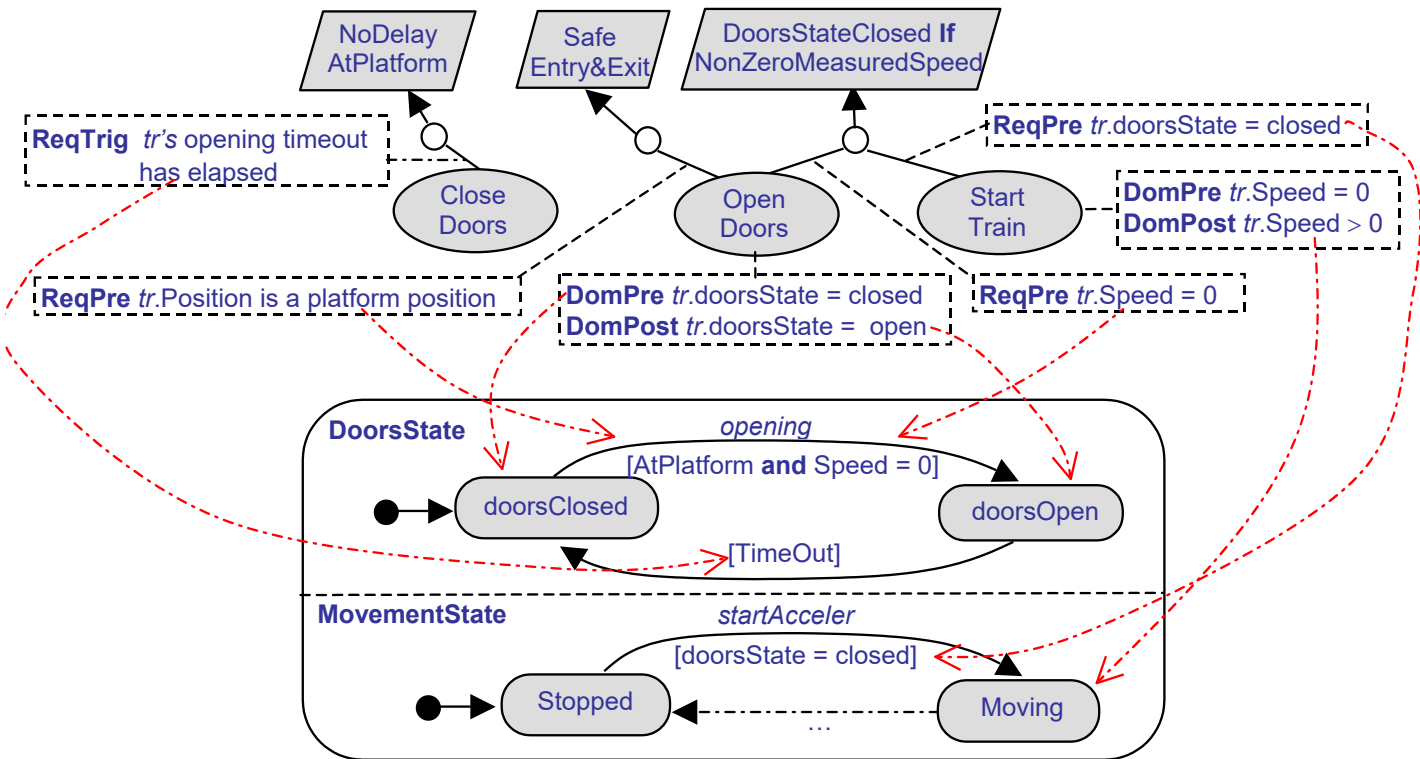 NoDelay
AtPlatform
Safe
Entry&Exit
DoorsStateClosed If
NonZeroMeasuredSpeed
ReqTrig tr's opening timeout
has elapsed
ReqPre tr.doorsState = closed
Close
Doors
Open
Doors
Start
Train
DomPre tr.Speed = 0
DomPost tr.Speed > 0
ReqPre tr.Position is a platform position
DomPre tr.doorsState = closed
DomPost tr.doorsState = open
ReqPre tr.Speed = 0
DoorsState
opening
[AtPlatform and Speed = 0]
doorsClosed
doorsOpen
[TimeOut]
MovementState
startAcceler
[doorsState = closed]
Stopped
Moving
...